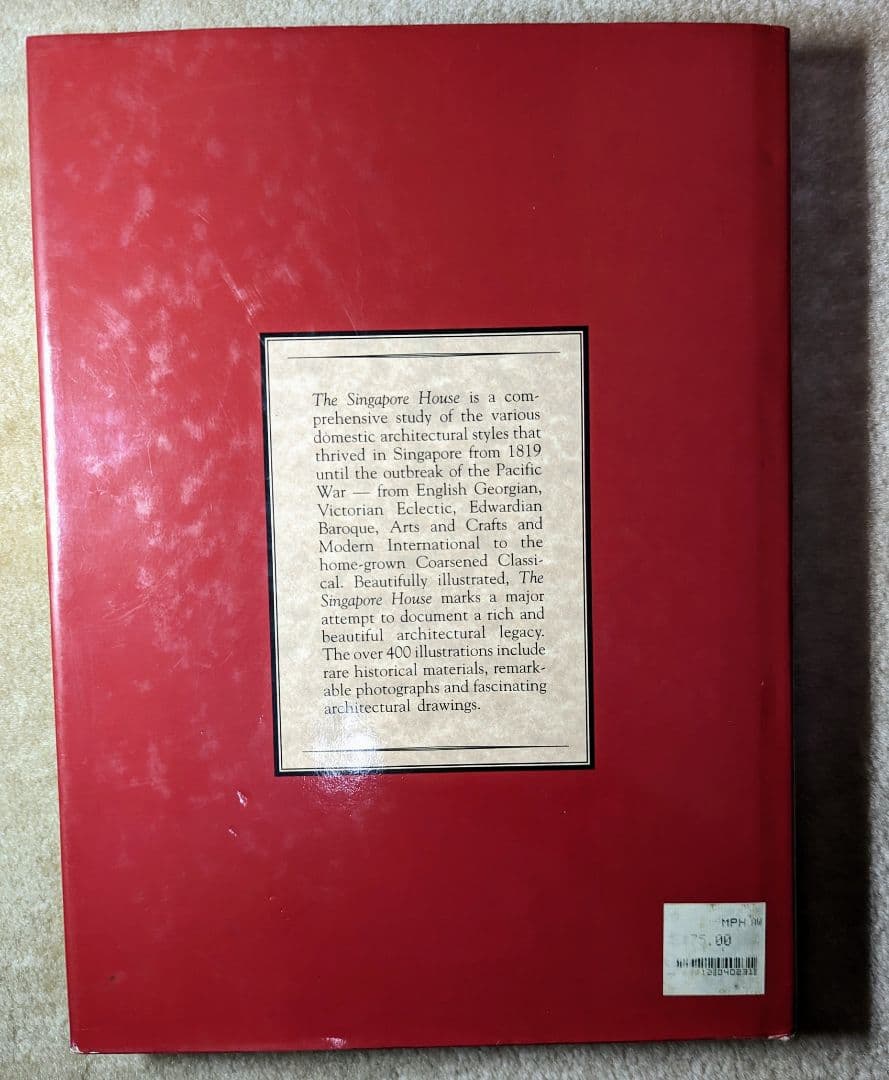 The Singapore House is a com-
prehensive study of the various
domestic architectural styles that
thrived in Singapore from 1819
until the outbreak of the Pacific
War — from English Georgian,
Victorian Eclectic, Edwardian
Baroque, Arts and Crafts and
Modern International to the
home-grown Coarsened Classi-
cal. Beautifully illustrated, The
Singapore House marks a major
attempt to document a rich and
beautiful architectural legacy.
The over 400 illustrations include
rare historical materials, remark-
able photographs and fascinating
architectural drawings.
MPH
75.00